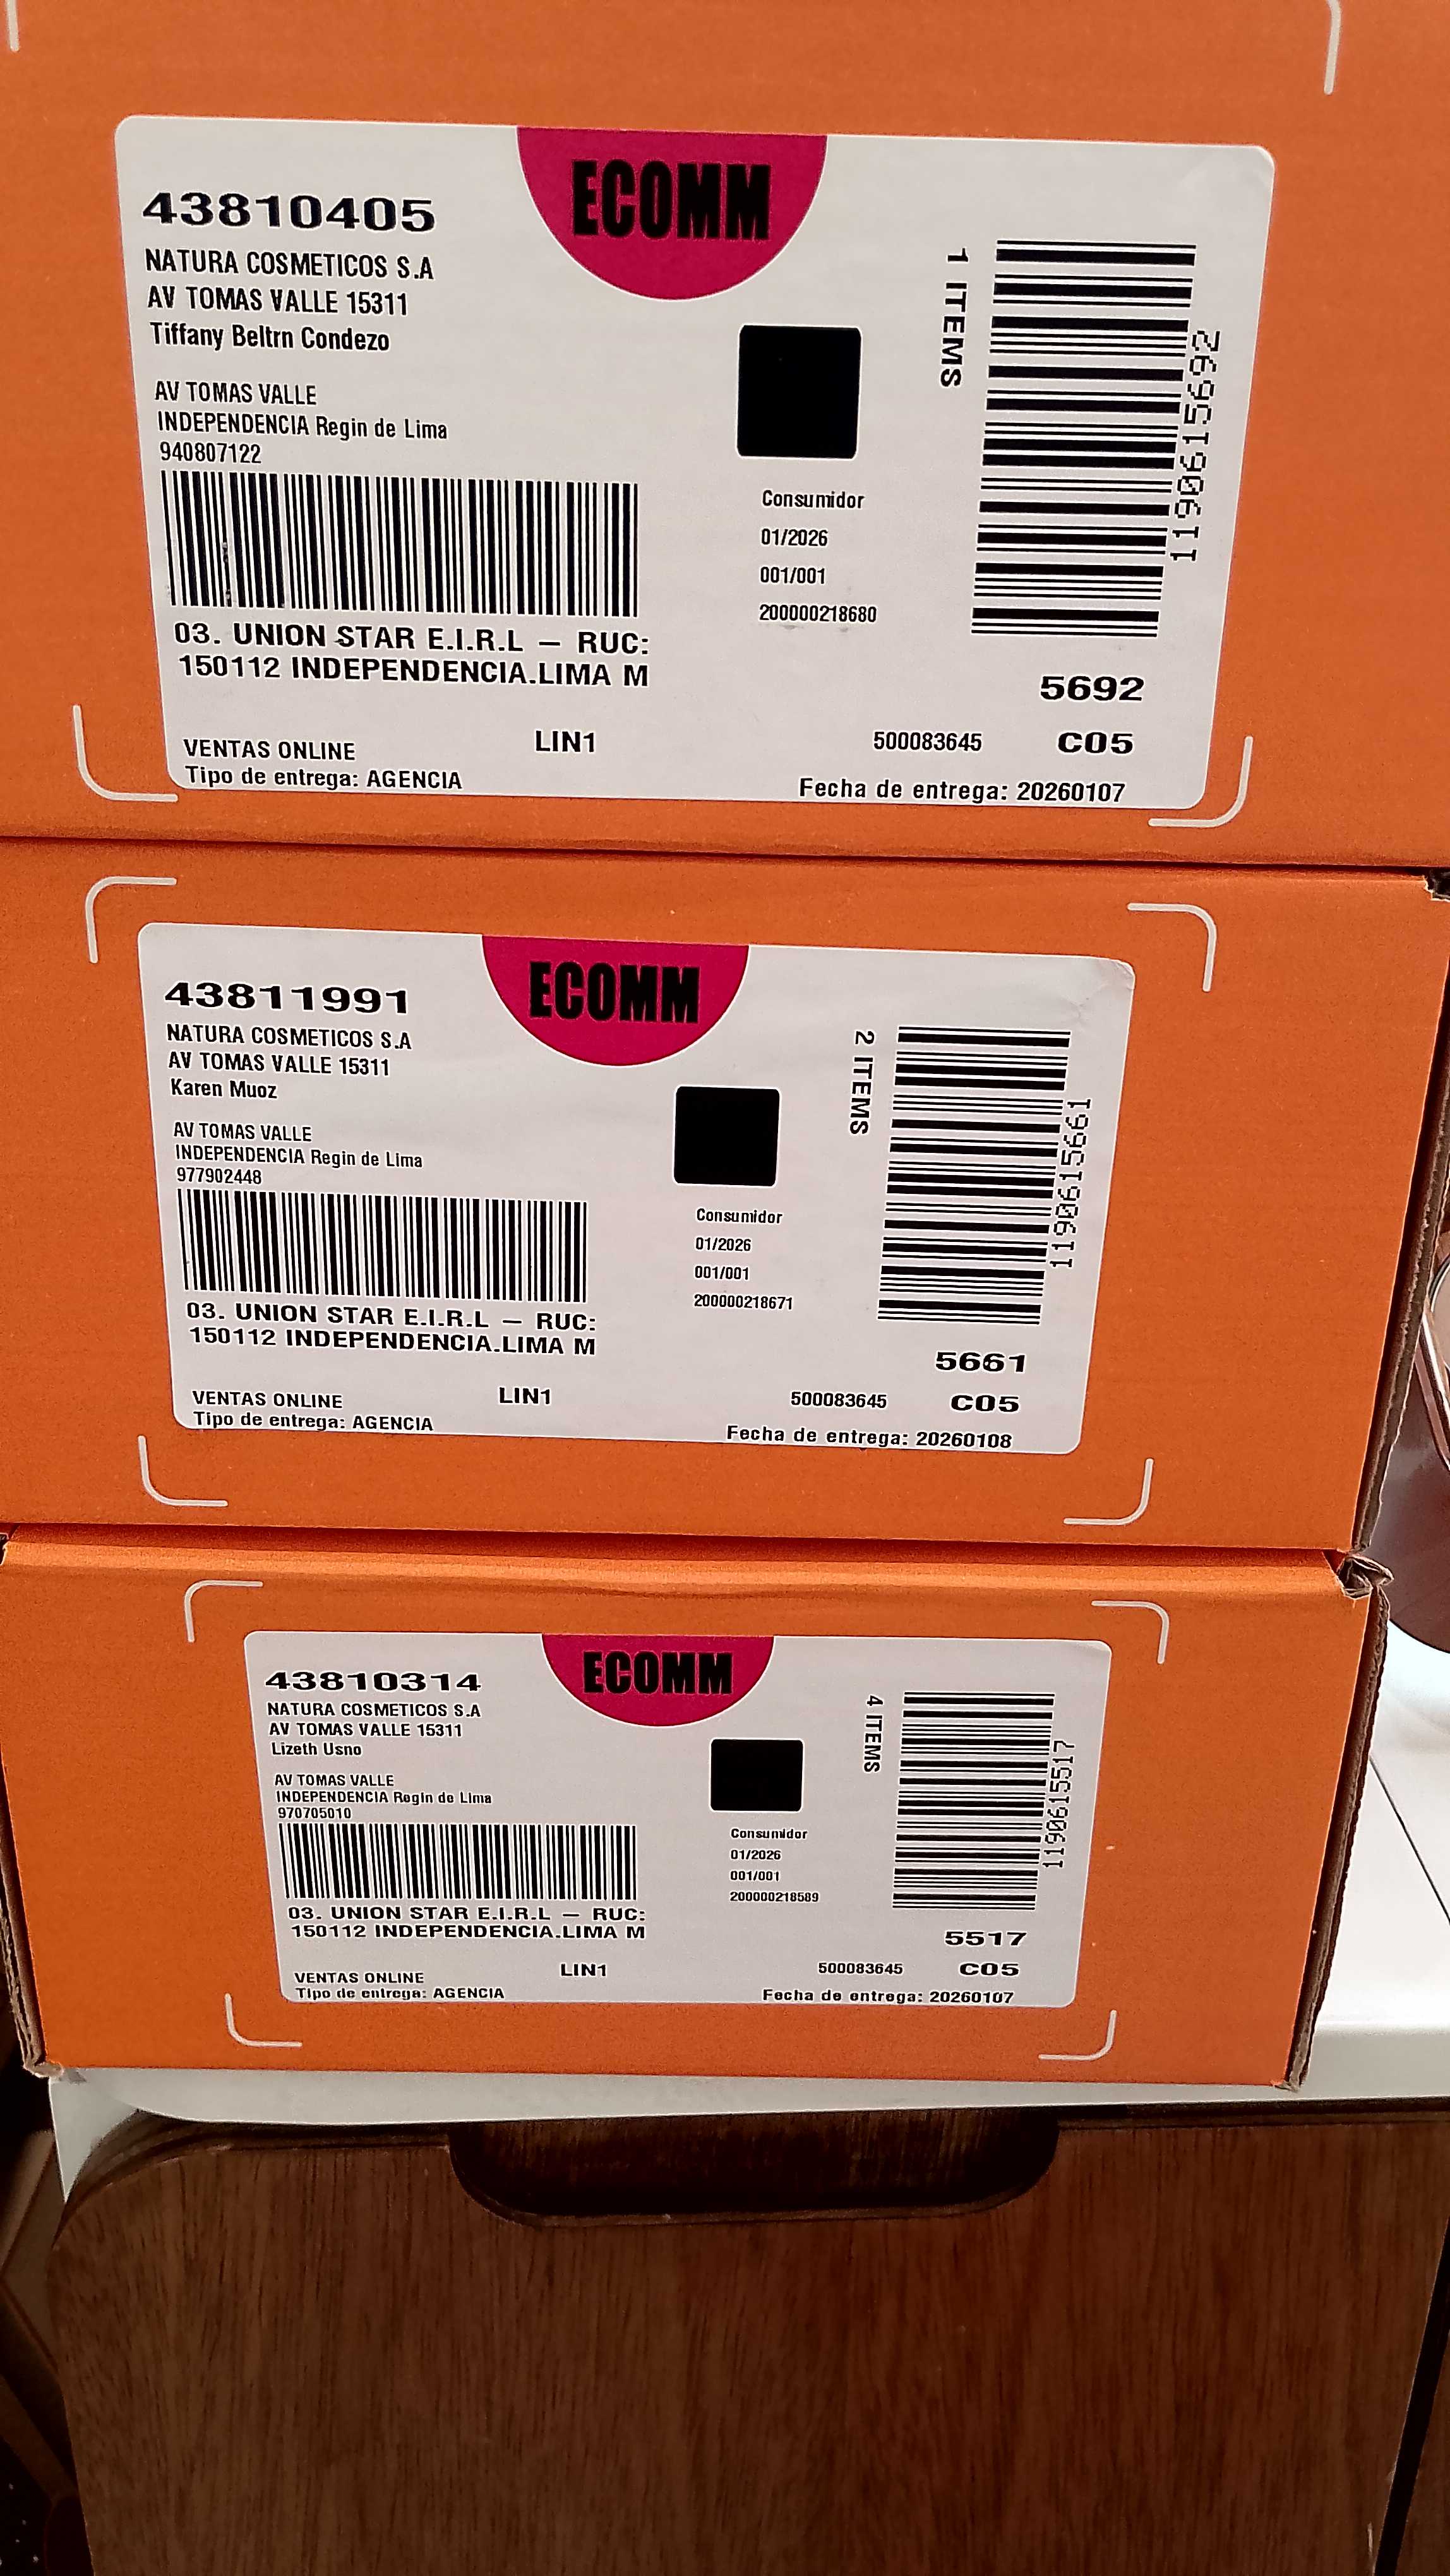 ECOMM
43810405
NATURA COSMETICOS S.A
AV TOMAS VALLE 15311
Tiffany Beltrn Condezo
AV TOMAS VALLE
INDEPENDENCIA Regin de Lima
940807122
1 ITEMS
1190615692
Consumidor
01/2026
001/001
200000218680
03. UNION STAR E.I.R.L — RUC:
150112 INDEPENDENCIA.LIMA M
5692
VENTAS ONLINE LIN1 500083645 C05
Tipo de entrega: AGENCIA Fecha de entrega: 20260107
ECOMM
43811991
NATURA COSMETICOS S.A
AV TOMAS VALLE 15311
Karen Muoz
AV TOMAS VALLE
INDEPENDENCIA Regin de Lima
977902448
2 ITEMS
1190615661
Consumidor
01/2026
001/001
200000218671
03. UNION STAR E.I.R.L — RUC:
150112 INDEPENDENCIA.LIMA M
5661
VENTAS ONLINE LIN1 500083645 C05
Tipo de entrega: AGENCIA Fecha de entrega: 20260108
ECOMM
43810314
NATURA COSMETICOS S.A
AV TOMAS VALLE 15311
Lizeth Usno
AV TOMAS VALLE
INDEPENDENCIA Regin de Lima
970705010
4 ITEMS
1190615517
Consumidor
01/2026
001/001
200000218589
03. UNION STAR E.I.R.L — RUC:
150112 INDEPENDENCIA.LIMA M
5517
VENTAS ONLINE LIN1 500083645 C05
Tipo de entrega: AGENCIA Fecha de entrega: 20260107